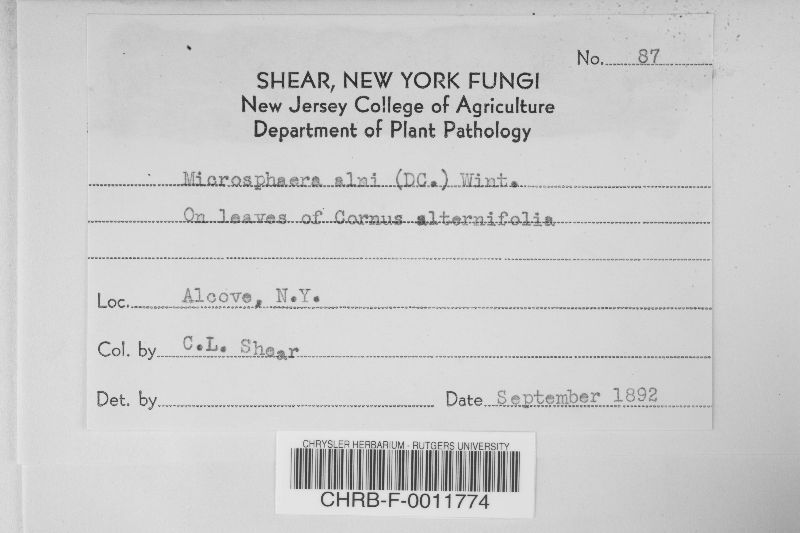 No. 87
SHEAR, NEW YORK FUNGI
New Jersey College of Agriculture
Department of Plant Pathology
Microsphaera alni (DC.) Wint.
On leaves of Cornus alternifolia
Loc. Alcove, N.Y.
Col. by C.L. Shear
Det. by Date September 1892
CHRYSLER HERBARIUM - RUTGERS UNIVERSITY
CHRB-F-0011774